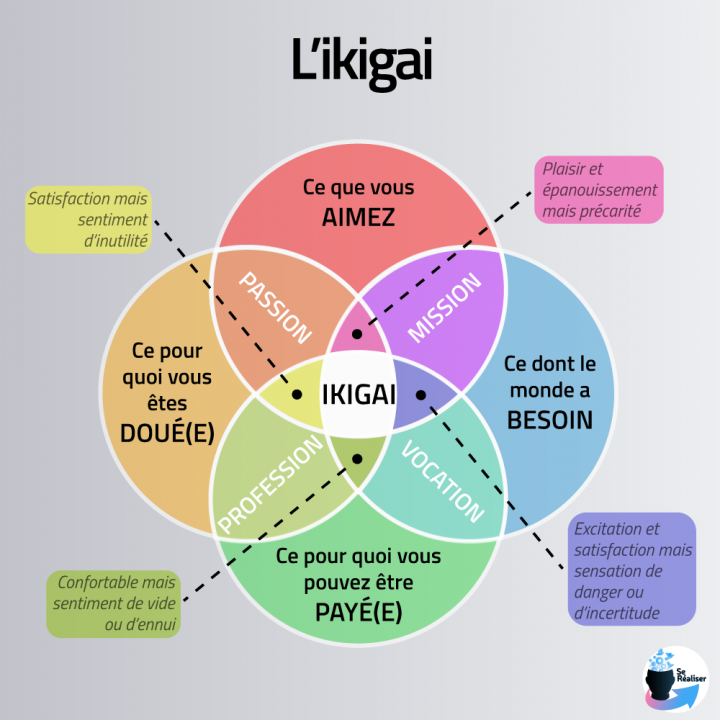 L'ikigai
Ce que vous
AIMEZ
Plaisir et
épanouissement
mais précarité
Satisfaction mais
sentiment
d'inutilité
PASSION
MISSION
Ce pour
quoi vous
êtes
DOUÉ(E)
IKIGAI
Ce dont le
monde a
BESOIN
PROFESSION
VOCATION
Ce pour quoi vous
pouvez être
PAYÉ(E)
Excitation et
satisfaction mais
sensation de
danger ou
d'incertitude
Confortable mais
sentiment de vide
ou d'ennui
Se
Réaliser